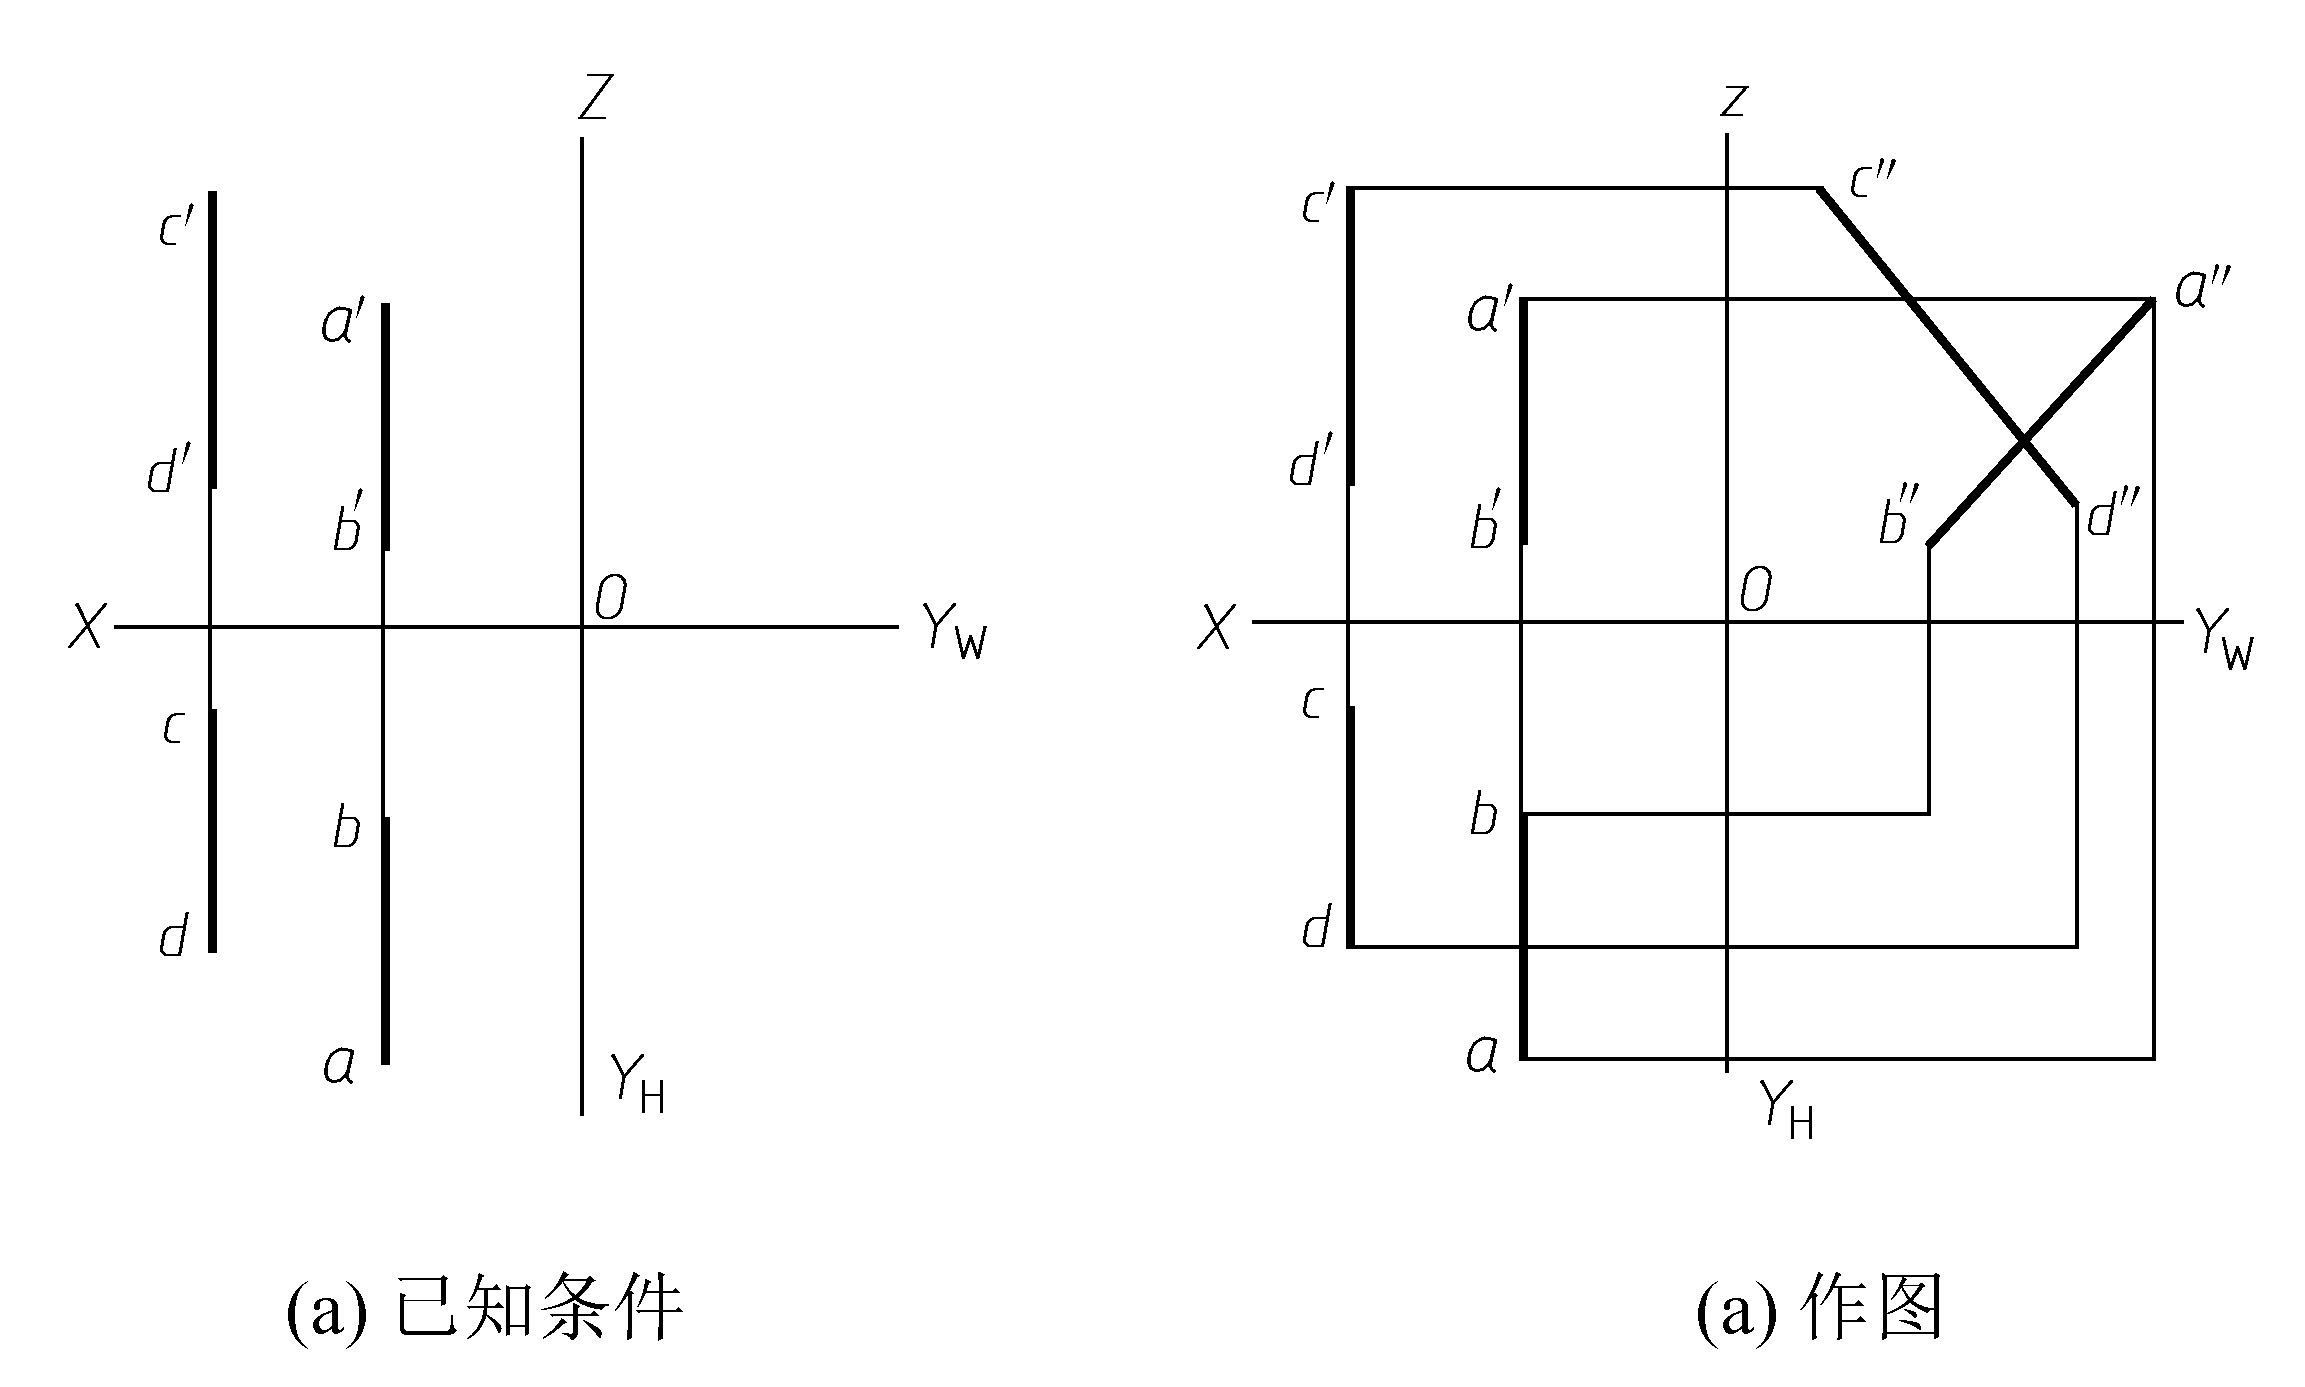 Z
c'
a'
d'
b'
O
X
Y_W
c
b
d
a
Y_H
(a) 已知条件
z
c'
c''
a'
a''
d'
b'
b''
d''
O
X
Y_W
c
b
d
a
Y_H
(a) 作图